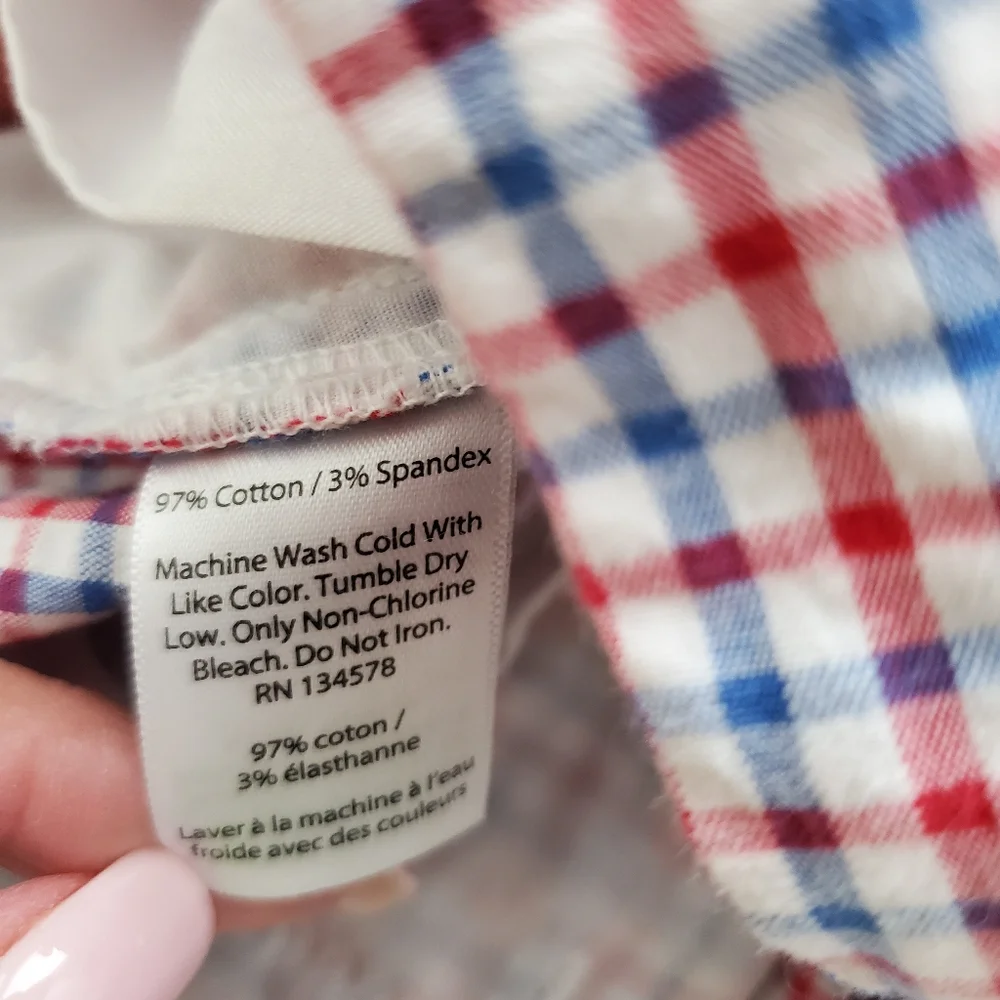 97% Cotton / 3% Spandex
Machine Wash Cold With
Like Color. Tumble Dry
Low. Only Non-Chlorine
Bleach. Do Not Iron.
RN 134578
97% coton /
3% élasthanne
Laver à la machine à l'eau
froide avec des couleurs